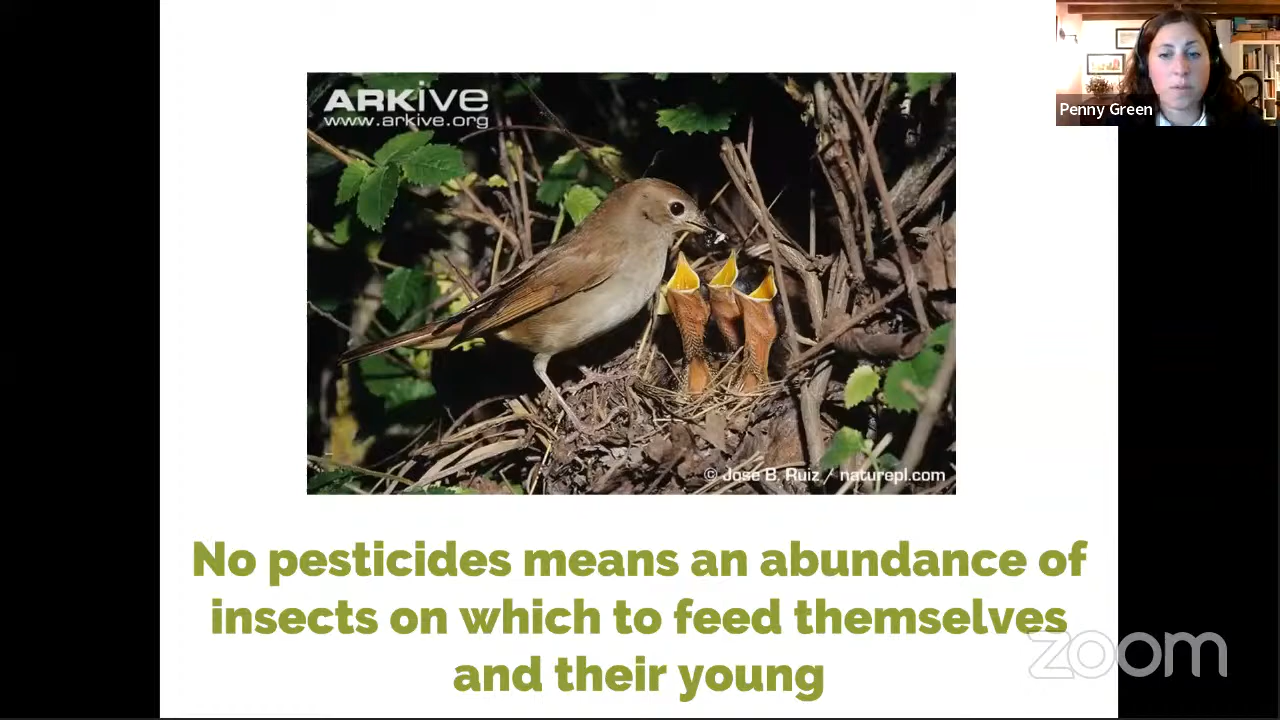 ARKive
www.arkive.org
Penny Green
© Jose B. Ruiz / naturepl.com
No pesticides means an abundance of
insects on which to feed themselves
and their young
zoom